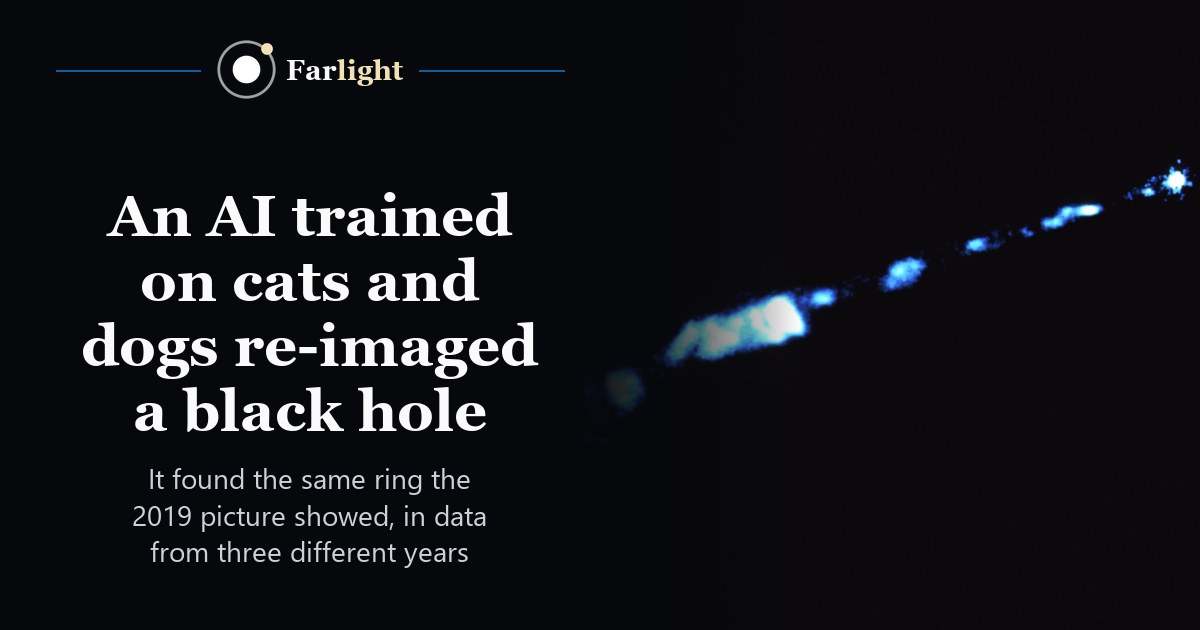 Farlight
An AI trained
on cats and
dogs re-imaged
a black hole
It found the same ring the
2019 picture showed, in data
from three different years